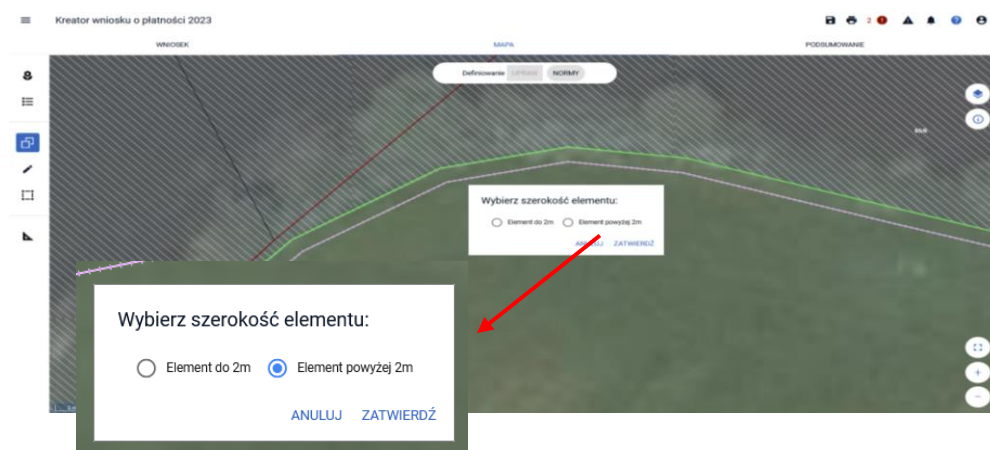 Kreator wniosku o płatności 2023
2
WNIOSEK
MAPA
PODSUMOWANIE
Definiowanie UPRAW NORMY
Wybierz szerokość elementu:
Element do 2m Element powyżej 2m
ANULUJ ZATWIERDŹ
Wybierz szerokość elementu:
Element do 2m Element powyżej 2m
ANULUJ ZATWIERDŹ